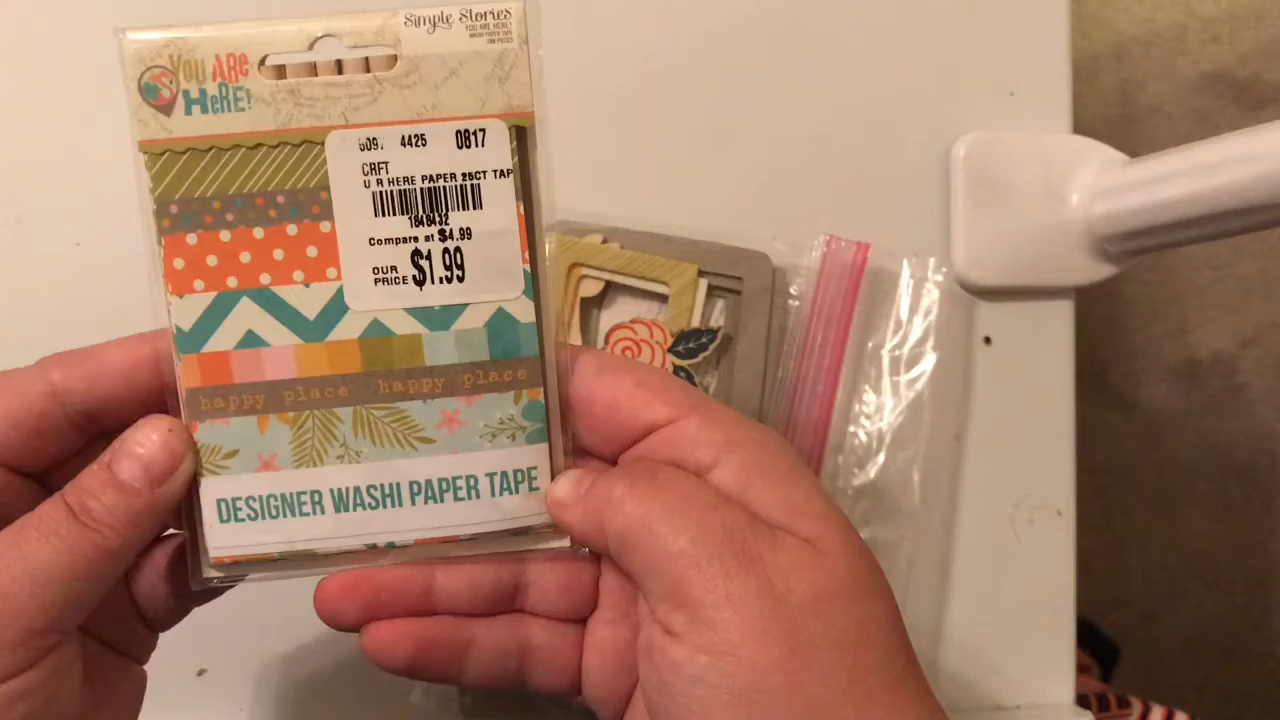 Simple Stories
YOU ARE HERE!
WASHI PAPER TAPE
YOU ARE
HERE!
4425 0817
CRFT
U R HERE PAPER 25CT TAP
1848432
Compare at $4.99
OUR
PRICE $1.99
happy place happy place
DESIGNER WASHI PAPER TAPE